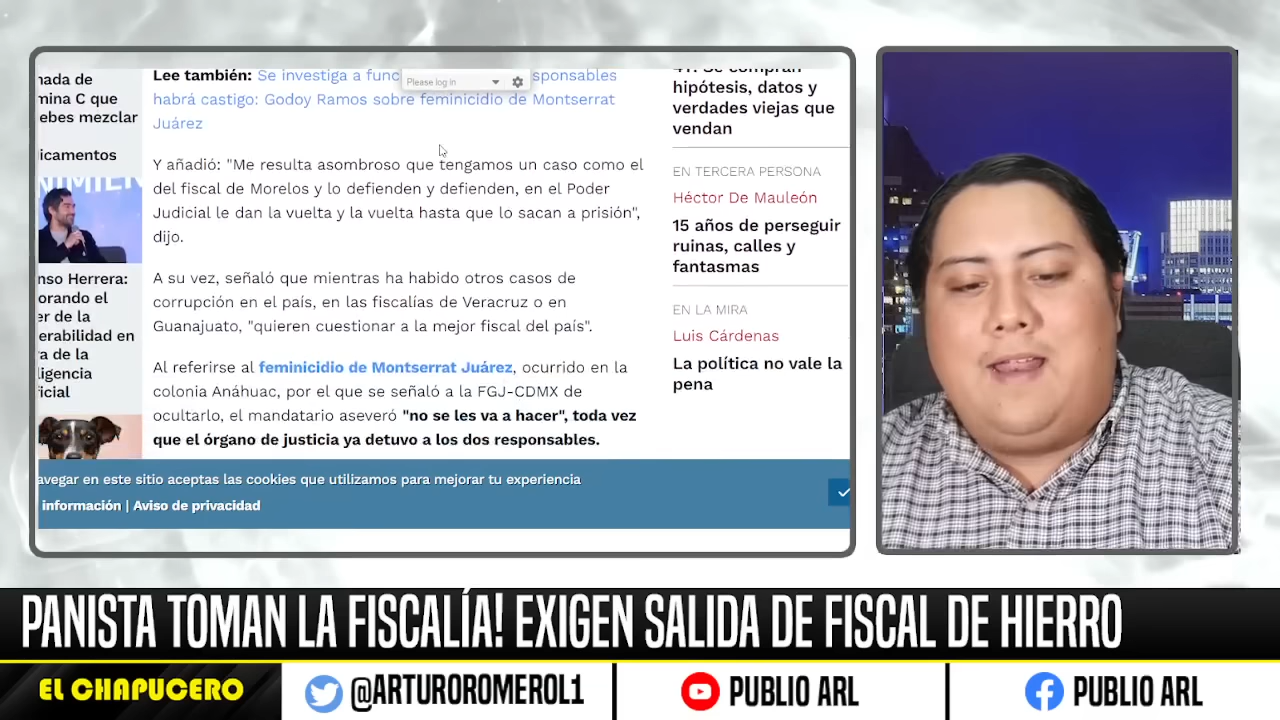 nada de
mina C que
ebes mezclar
icamentos
nso Herrera:
orando el
er de la
erabilidad en
a de la
ligencia
icial
Lee también: Se investiga a func
sponsables
habrá castigo: Godoy Ramos sobre feminicidio de Montserrat
Juárez
Please log in
Y añadió: "Me resulta asombroso que tengamos un caso como el
del fiscal de Morelos y lo defienden y defienden, en el Poder
Judicial le dan la vuelta y la vuelta hasta que lo sacan a prisión",
dijo.
A su vez, señaló que mientras ha habido otros casos de
corrupción en el país, en las fiscalías de Veracruz o en
Guanajuato, "quieren cuestionar a la mejor fiscal del país".
Al referirse al feminicidio de Montserrat Juárez, ocurrido en la
colonia Anáhuac, por el que se señaló a la FGJ-CDMX de
ocultarlo, el mandatario aseveró "no se les va a hacer", toda vez
que el órgano de justicia ya detuvo a los dos responsables.
4T: Se compran
hipótesis, datos y
verdades viejas que
vendan
EN TERCERA PERSONA
Héctor De Mauleón
15 años de perseguir
ruinas, calles y
fantasmas
EN LA MIRA
Luis Cárdenas
La política no vale la
pena
avegar en este sitio aceptas las cookies que utilizamos para mejorar tu experiencia
información | Aviso de privacidad
PANISTA TOMAN LA FISCALÍA! EXIGEN SALIDA DE FISCAL DE HIERRO
EL CHAPUCERO
@ARTUROROMEROL1
PUBLIO ARL
PUBLIO ARL